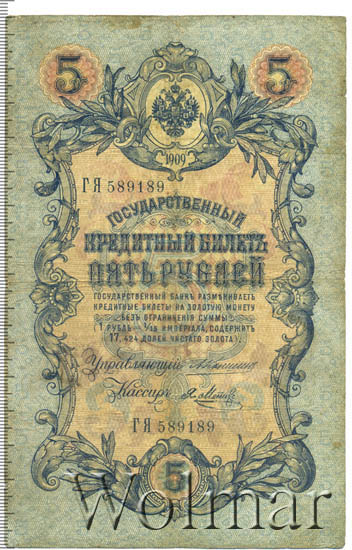 5 5
1909
ГЯ 589189
ГОСУДАРСТВЕННЫЙ
КРЕДИТНЫЙ БИЛЕТЪ
ПЯТЬ РУБЛЕЙ
ГОСУДАРСТВЕННЫЙ БАНКЪ РАЗМѢНИВАЕТЪ
КРЕДИТНЫЕ БИЛЕТЫ НА ЗОЛОТУЮ МОНЕТУ
БЕЗЪ ОГРАНИЧЕНІЯ СУММЫ
(1 РУБЛЬ = 1/15 ИМПЕРІАЛА, СОДЕРЖИТЪ
17,424 ДОЛЕЙ ЧИСТАГО ЗОЛОТА).
Управляющій
Кассиръ
ГЯ 589189
5
Wolmar